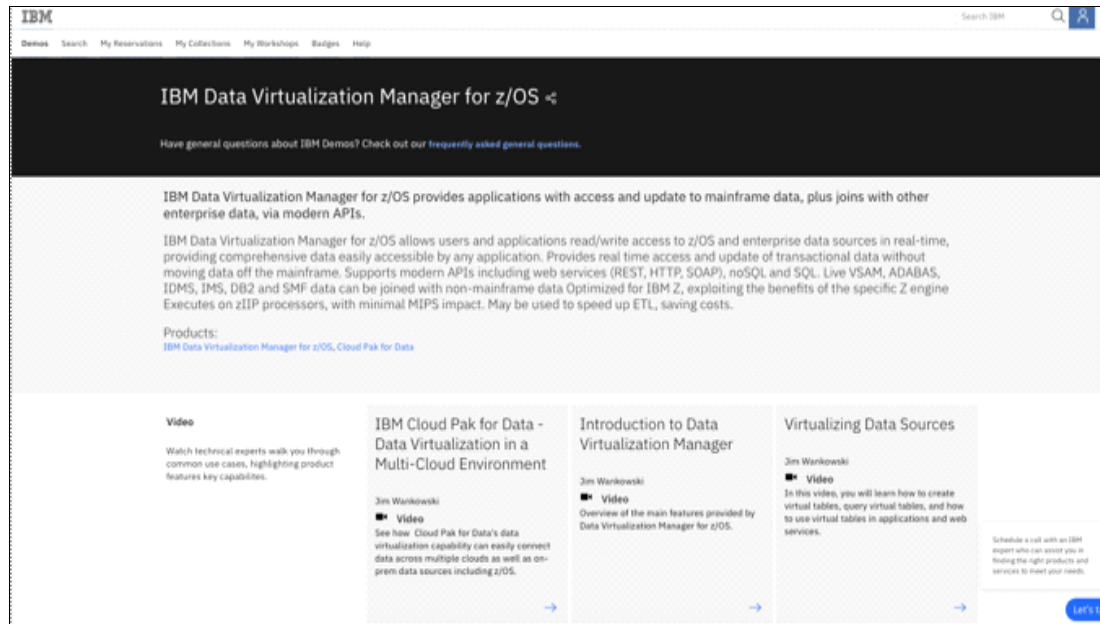 IBM
Search IBM
Demos Search My Reservations My Collections My Workshops Badges Help
IBM Data Virtualization Manager for z/OS
Have general questions about IBM Demos? Check out our frequently asked general questions.
IBM Data Virtualization Manager for z/OS provides applications with access and update to mainframe data, plus joins with other
enterprise data, via modern APIs.
IBM Data Virtualization Manager for z/OS allows users and applications read/write access to z/OS and enterprise data sources in real-time,
providing comprehensive data easily accessible by any application. Provides real time access and update of transactional data without
moving data off the mainframe. Supports modern APIs including web services (REST, HTTP, SOAP), noSQL and SQL. Live VSAM, ADABAS,
IDMS, IMS, DB2 and SMF data can be joined with non-mainframe data Optimized for IBM Z, exploiting the benefits of the specific Z engine
Executes on zIIP processors, with minimal MIPS impact. May be used to speed up ETL, saving costs.
Products:
IBM Data Virtualization Manager for z/OS, Cloud Pak for Data
Video
Watch technical experts walk you through
common use cases, highlighting product
features key capabilites.
IBM Cloud Pak for Data -
Data Virtualization in a
Multi-Cloud Environment
Jim Wankowski
Video
See how Cloud Pak for Data's data
virtualization capability can easily connect
data across multiple clouds as well as on-
prem data sources including z/OS.
Introduction to Data
Virtualization Manager
Jim Wankowski
Video
Overview of the main features provided by
Data Virtualization Manager for z/OS.
Virtualizing Data Sources
Jim Wankowski
Video
In this video, you will learn how to create
virtual tables, query virtual tables, and how
to use virtual tables in applications and web
services.
Schedule a call with an IBM
expert who can assist you in
finding the right products and
services to meet your needs.
Let's t